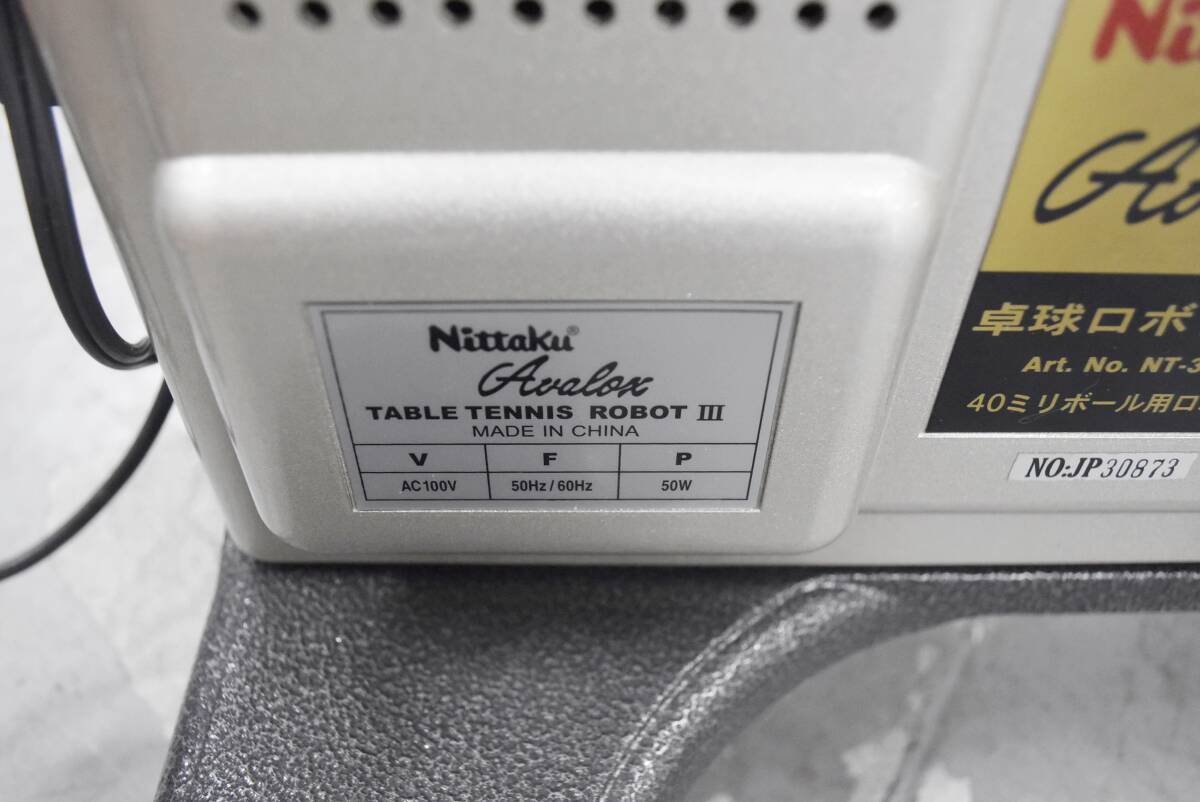 Nittaku®
Avalox
TABLE TENNIS ROBOT III
MADE IN CHINA
V F P
AC100V 50Hz/60Hz 50W
卓球ロボ
Art. No. NT-3
40ミリボール用ロ
NO:JP30873